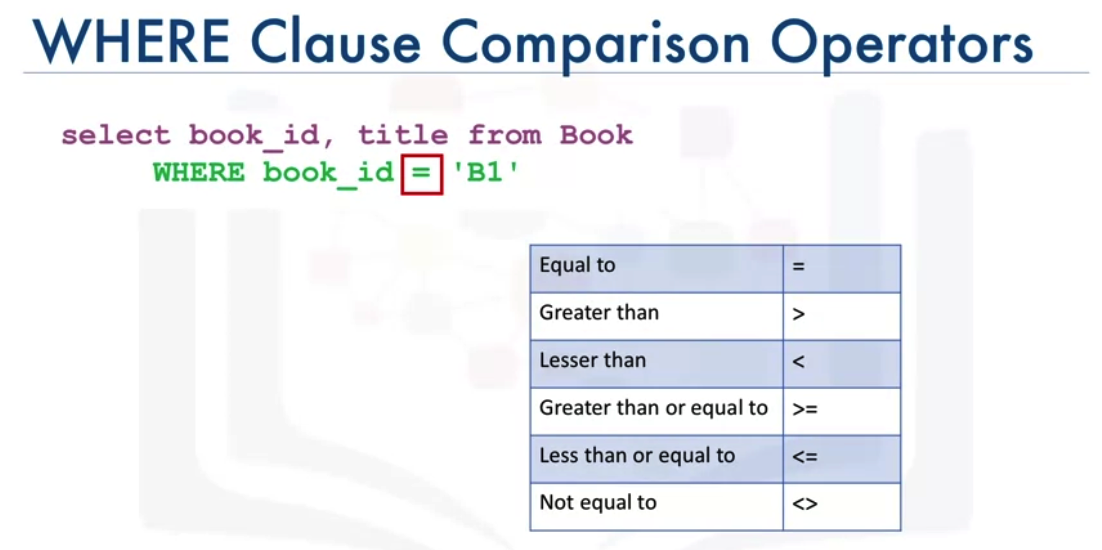 WHERE Clause Comparison Operators
select book_id, title from Book
WHERE book_id = 'B1'
Equal to =
Greater than >
Lesser than <
Greater than or equal to >=
Less than or equal to <=
Not equal to <>